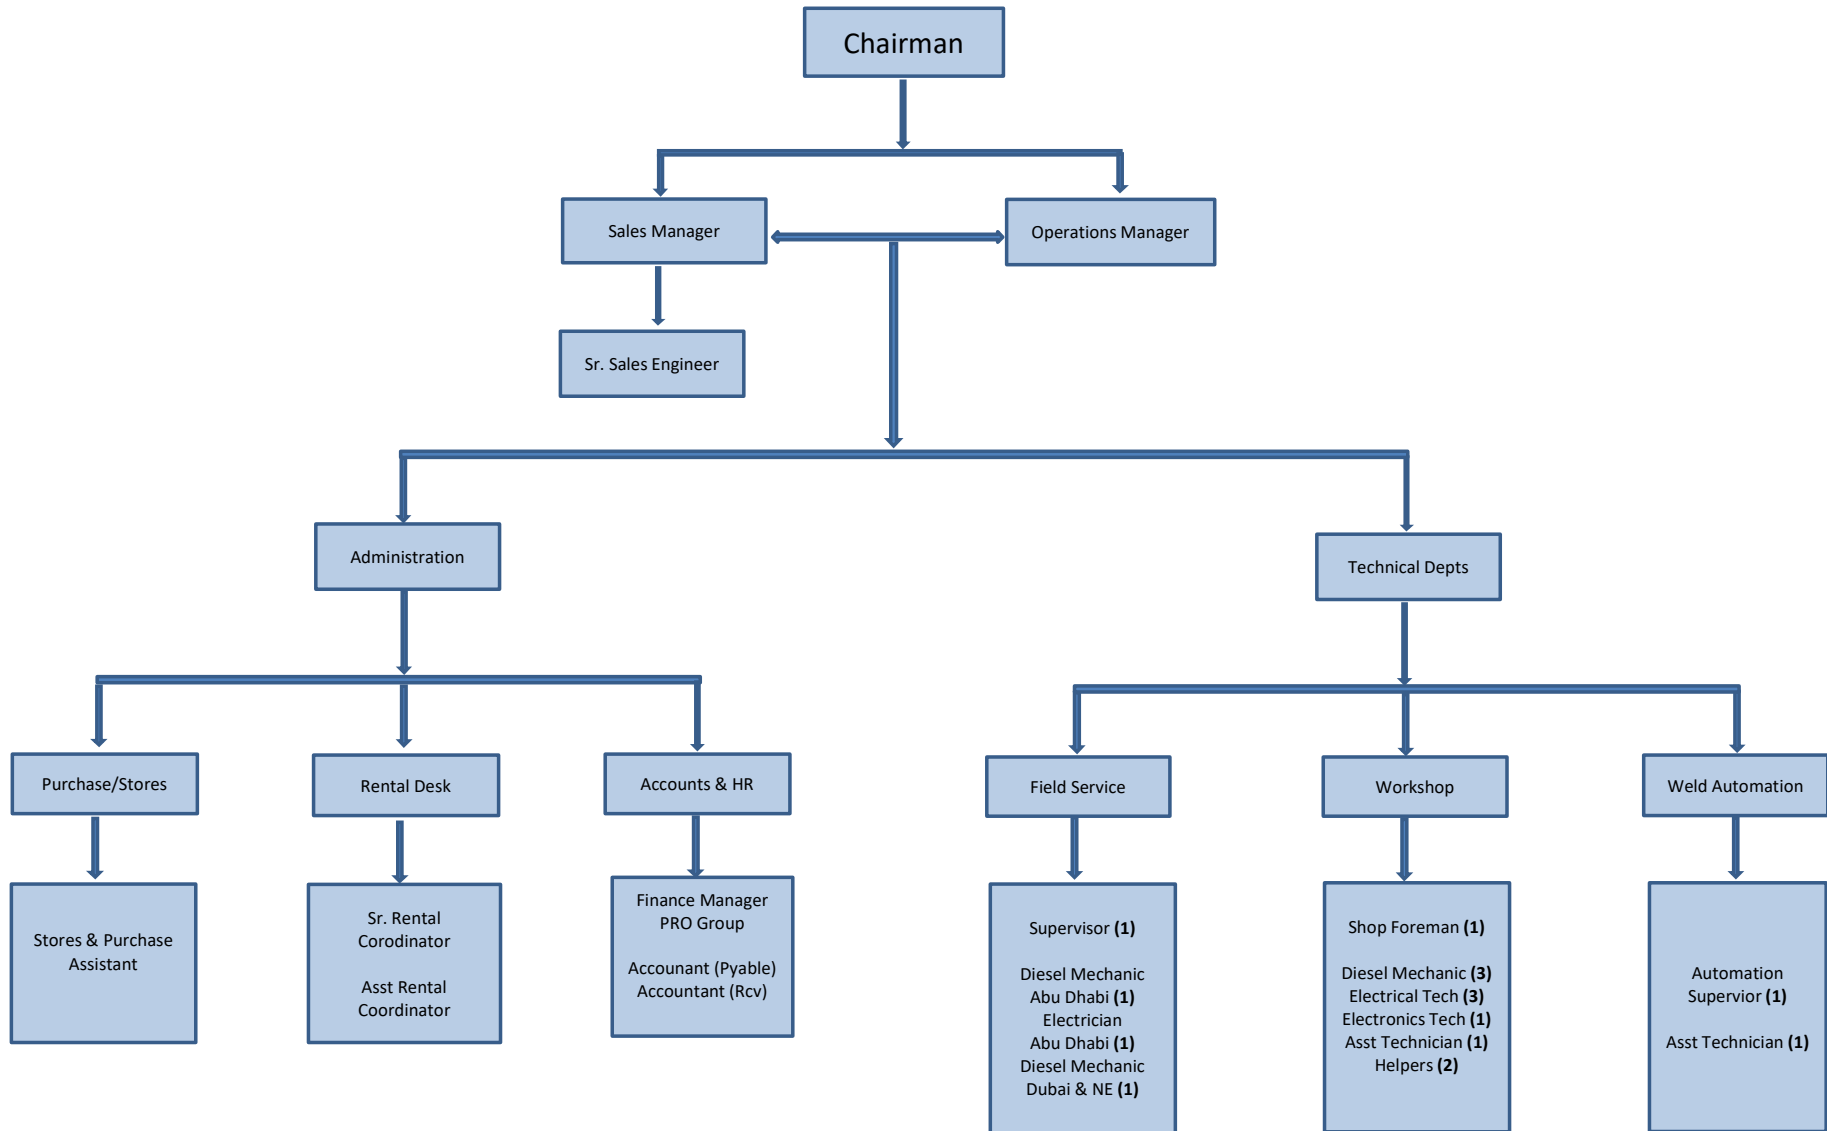 Chairman
Sales Manager
Operations Manager
Sr. Sales Engineer
Administration
Technical Depts
Purchase/Stores
Rental Desk
Accounts & HR
Field Service
Workshop
Weld Automation
Stores & Purchase
Assistant
Sr. Rental
Corodinator
Asst Rental
Coordinator
Finance Manager
PRO Group
Accounant (Pyable)
Accountant (Rcv)
Supervisor (1)
Diesel Mechanic
Abu Dhabi (1)
Electrician
Abu Dhabi (1)
Diesel Mechanic
Dubai & NE (1)
Shop Foreman (1)
Diesel Mechanic (3)
Electrical Tech (3)
Electronics Tech (1)
Asst Technician (1)
Helpers (2)
Automation
Supervior (1)
Asst Technician (1)